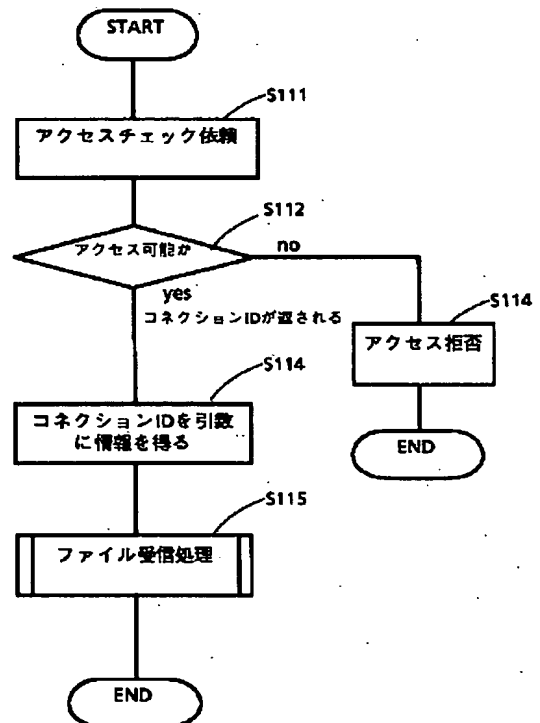 START
S111
アクセスチェック依頼
S112
アクセス可能か
no
yes
コネクションIDが返される
S114
アクセス拒否
END
S114
コネクションIDを引数
に情報を得る
S115
ファイル受信処理
END